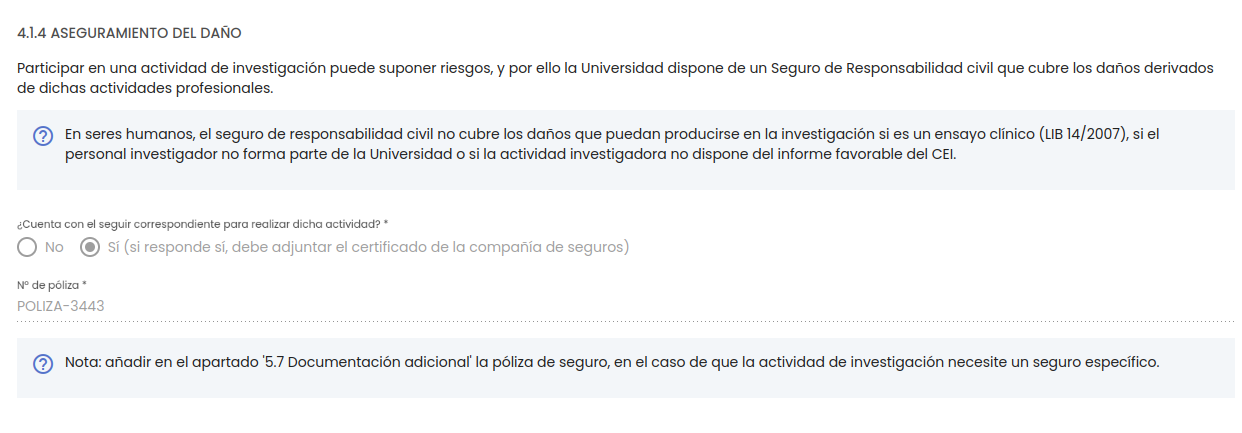 4.1.4 ASEGURAMIENTO DEL DAÑO
Participar en una actividad de investigación puede suponer riesgos, y por ello la Universidad dispone de un Seguro de Responsabilidad civil que cubre los daños derivados
de dichas actividades profesionales.
En seres humanos, el seguro de responsabilidad civil no cubre los daños que puedan producirse en la investigación si es un ensayo clínico (LIB 14/2007), si el
personal investigador no forma parte de la Universidad o si la actividad investigadora no dispone del informe favorable del CEI.
¿Cuenta con el seguir correspondiente para realizar dicha actividad? *
No Sí (si responde sí, debe adjuntar el certificado de la compañía de seguros)
Nº de póliza *
POLIZA-3443
Nota: añadir en el apartado '5.7 Documentación adicional' la póliza de seguro, en el caso de que la actividad de investigación necesite un seguro específico.